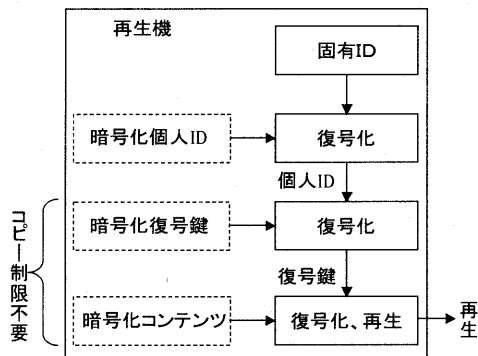 再生機
固有ID
暗号化個人ID
復号化
個人ID
暗号化復号鍵
復号化
復号鍵
暗号化コンテンツ
復号化、再生
再生
コピー制限不要